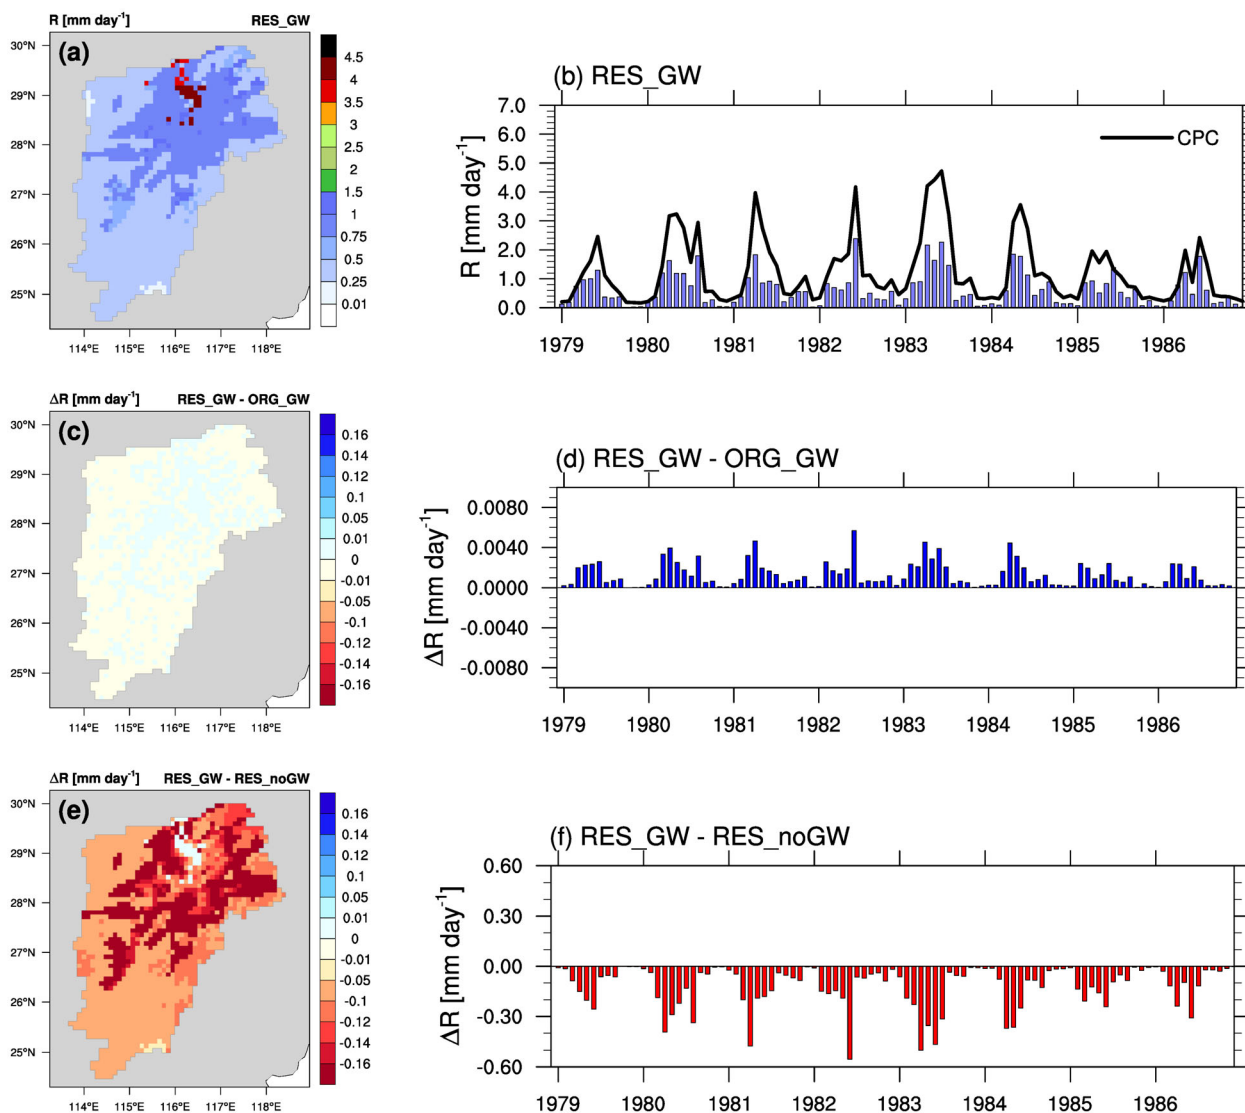 R [mm day⁻¹] RES_GW
(a)
30°N
29°N
28°N
27°N
26°N
25°N
114°E 115°E 116°E 117°E 118°E
4.5
4
3.5
3
2.5
2
1.5
1
0.75
0.5
0.25
0.01
(b) RES_GW
R [mm day⁻¹]
7.0
6.0
5.0
4.0
3.0
2.0
1.0
0.0
CPC
1979 1980 1981 1982 1983 1984 1985 1986
ΔR [mm day⁻¹] RES_GW - ORG_GW
(c)
30°N
29°N
28°N
27°N
26°N
25°N
114°E 115°E 116°E 117°E 118°E
0.16
0.14
0.12
0.1
0.05
0.01
0
-0.01
-0.05
-0.1
-0.12
-0.14
-0.16
(d) RES_GW - ORG_GW
ΔR [mm day⁻¹]
0.0080
0.0040
0.0000
-0.0040
-0.0080
1979 1980 1981 1982 1983 1984 1985 1986
ΔR [mm day⁻¹] RES_GW - RES_noGW
(e)
30°N
29°N
28°N
27°N
26°N
25°N
114°E 115°E 116°E 117°E 118°E
0.16
0.14
0.12
0.1
0.05
0.01
0
-0.01
-0.05
-0.1
-0.12
-0.14
-0.16
(f) RES_GW - RES_noGW
ΔR [mm day⁻¹]
0.60
0.30
0.00
-0.30
-0.60
1979 1980 1981 1982 1983 1984 1985 1986